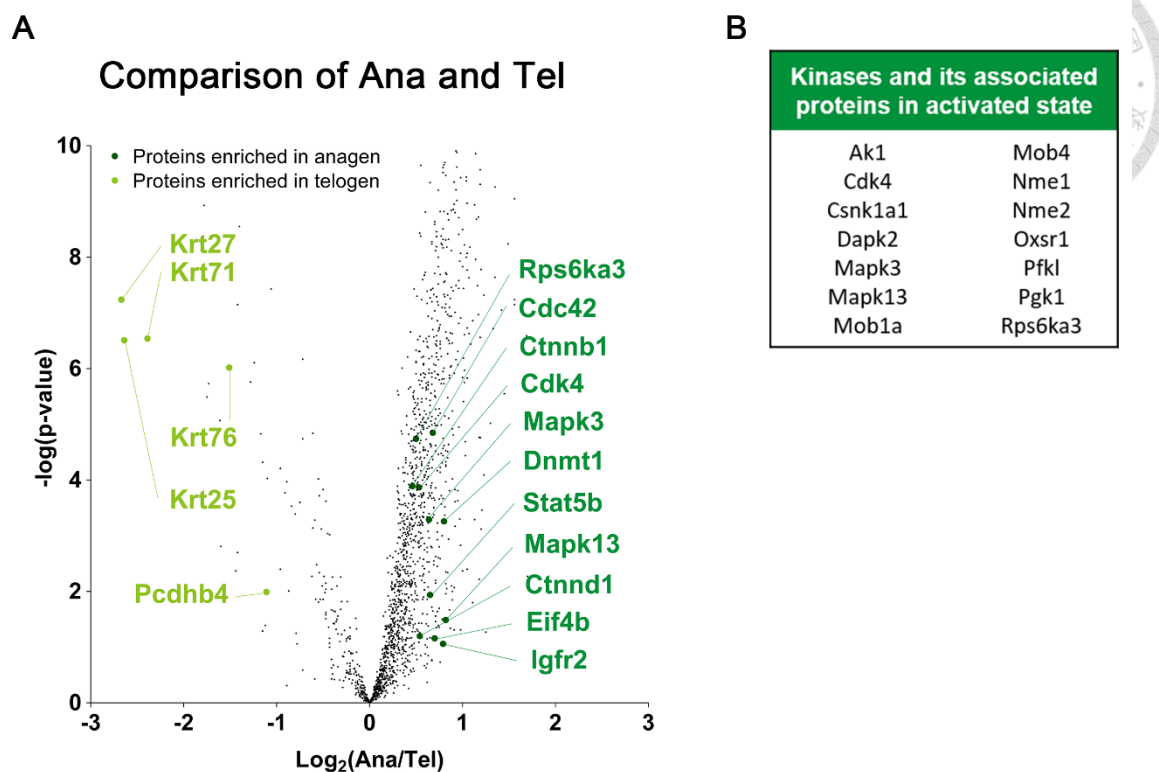 A
Comparison of Ana and Tel
Proteins enriched in anagen
Proteins enriched in telogen
-log(p-value)
10
8
6
4
2
0
Krt27
Krt71
Krt76
Krt25
Pcdhb4
Rps6ka3
Cdc42
Ctnnb1
Cdk4
Mapk3
Dnmt1
Stat5b
Mapk13
Ctnnd1
Eif4b
Igfr2
-3 -2 -1 0 1 2 3
Log2(Ana/Tel)
B
Kinases and its associated
proteins in activated state
Ak1 Mob4
Cdk4 Nme1
Csnk1a1 Nme2
Dapk2 Oxsr1
Mapk3 Pfkl
Mapk13 Pgk1
Mob1a Rps6ka3